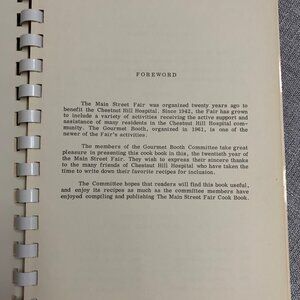 FOREWORD
The Main Street Fair was organized twenty years ago to
benefit the Chestnut Hill Hospital. Since 1942, the Fair has grown
to include a variety of activities receiving the active support and
assistance of many residents in the Chestnut Hill Hospital com-
munity. The Gourmet Booth, organized in 1961, is one of the
newer of the Fair's activities.
The members of the Gourmet Booth Committee take great
pleasure in presenting this cook book in this, the twentieth year of
the Main Street Fair. They wish to express their sincere thanks
to the many friends of Chestnut Hill Hospital who have taken the
time to write down their favorite recipes for inclusion.
The Committee hopes that readers will find this book useful,
and enjoy its recipes as much as the committee members have
enjoyed compiling and publishing The Main Street Fair Cook Book.